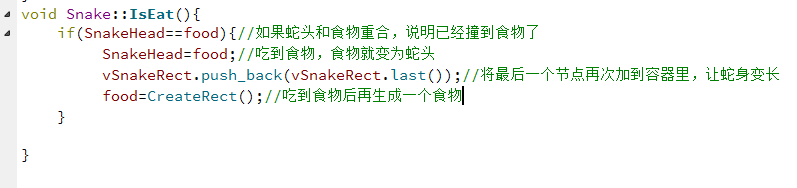 void Snake::IsEat(){
if(SnakeHead==food){//如果蛇头和食物重合，说明已经撞到食物了
SnakeHead=food;//吃到食物，食物就变为蛇头
vSnakeRect.push_back(vSnakeRect.last());//将最后一个节点再次加到容器里，让蛇身变长
food=CreateRect();//吃到食物后再生成一个食物
}
}